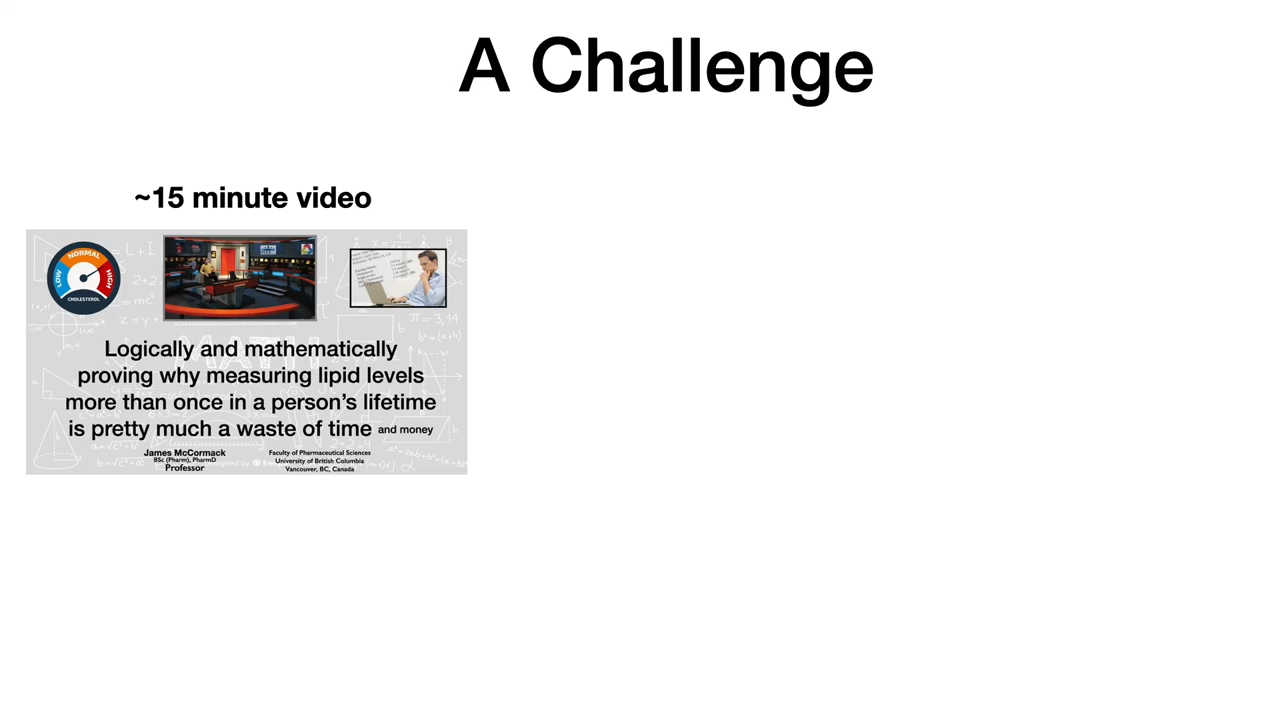 A Challenge
~15 minute video
LOW
NORMAL
HIGH
CHOLESTEROL
Logically and mathematically
proving why measuring lipid levels
more than once in a person's lifetime
is pretty much a waste of time and money
James McCormack
BSc (Pharm), PharmD
Professor
Faculty of Pharmaceutical Sciences
University of British Columbia
Vancouver, BC, Canada